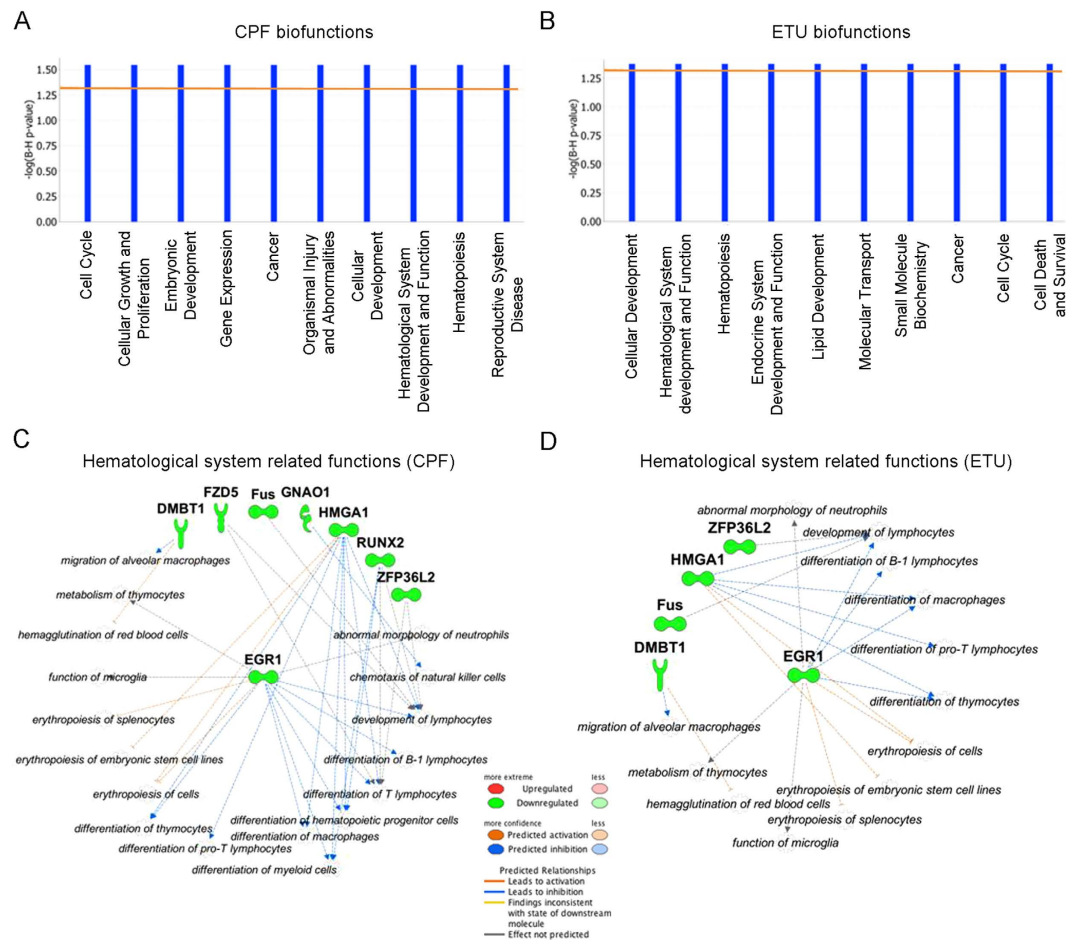 A
CPF biofunctions
-log(B-H p-value)
1.50
1.25
1.00
0.75
0.50
0.25
0.00
Cell Cycle
Cellular Growth and
Proliferation
Embryonic
Development
Gene Expression
Cancer
Organismal Injury
and Abnormalities
Cellular
Development
Hematological System
Development and Function
Hematopoiesis
Reproductive System
Disease
B
ETU biofunctions
-log(B-H p-value)
1.25
1.00
0.75
0.50
0.25
0.00
Cellular Development
Hematological System
development and Function
Hematopoiesis
Endocrine System
Development and Function
Lipid Development
Molecular Transport
Small Molecule
Biochemistry
Cancer
Cell Cycle
Cell Death
and Survival
C
Hematological system related functions (CPF)
FZD5
Fus
GNAO1
DMBT1
HMGA1
RUNX2
ZFP36L2
migration of alveolar macrophages
metabolism of thymocytes
hemagglutination of red blood cells
abnormal morphology of neutrophils
EGR1
function of microglia
chemotaxis of natural killer cells
erythropoiesis of splenocytes
development of lymphocytes
erythropoiesis of embryonic stem cell lines
differentiation of B-1 lymphocytes
erythropoiesis of cells
differentiation of T lymphocytes
differentiation of thymocytes
differentiation of hematopoietic progenitor cells
differentiation of macrophages
differentiation of pro-T lymphocytes
differentiation of myeloid cells
D
Hematological system related functions (ETU)
abnormal morphology of neutrophils
ZFP36L2
development of lymphocytes
HMGA1
differentiation of B-1 lymphocytes
Fus
differentiation of macrophages
DMBT1
EGR1
differentiation of pro-T lymphocytes
differentiation of thymocytes
migration of alveolar macrophages
erythropoiesis of cells
metabolism of thymocytes
erythropoiesis of embryonic stem cell lines
hemagglutination of red blood cells
erythropoiesis of splenocytes
function of microglia
more extreme
less
Upregulated
Downregulated
more confidence
less
Predicted activation
Predicted inhibition
Predicted Relationships
Leads to activation
Leads to inhibition
Findings inconsistent
with state of downstream
molecule
Effect not predicted